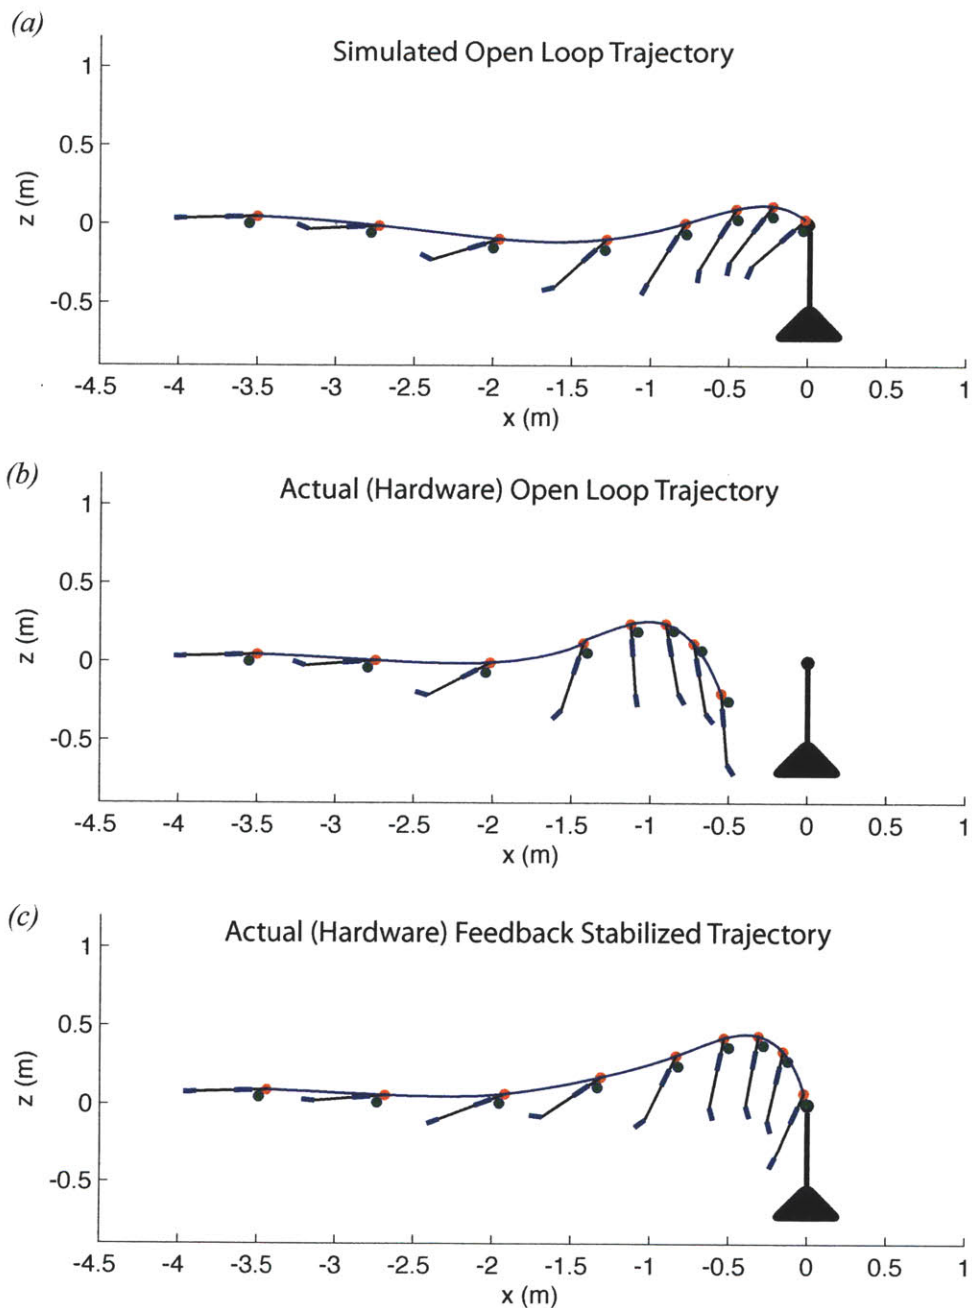 (a)
Simulated Open Loop Trajectory
1
0.5
0
-0.5
z (m)
-4.5 -4 -3.5 -3 -2.5 -2 -1.5 -1 -0.5 0 0.5 1
x (m)
(b)
Actual (Hardware) Open Loop Trajectory
1
0.5
0
-0.5
z (m)
-4.5 -4 -3.5 -3 -2.5 -2 -1.5 -1 -0.5 0 0.5 1
x (m)
(c)
Actual (Hardware) Feedback Stabilized Trajectory
1
0.5
0
-0.5
z (m)
-4.5 -4 -3.5 -3 -2.5 -2 -1.5 -1 -0.5 0 0.5 1
x (m)